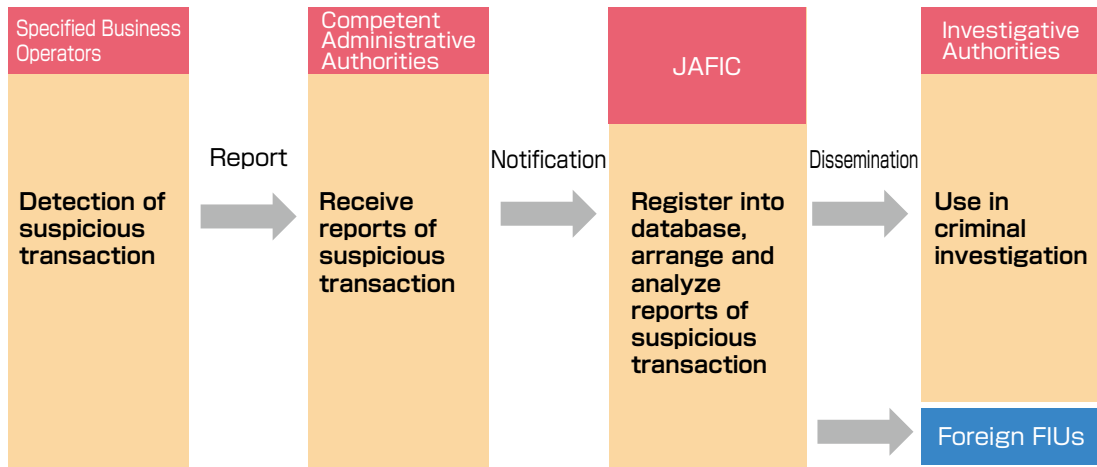 Specified Business
Operators
Detection of
suspicious
transaction
Report
Competent
Administrative
Authorities
Receive
reports of
suspicious
transaction
Notification
JAFIC
Register into
database,
arrange and
analyze
reports of
suspicious
transaction
Dissemination
Investigative
Authorities
Use in
criminal
investigation
Foreign FIUs